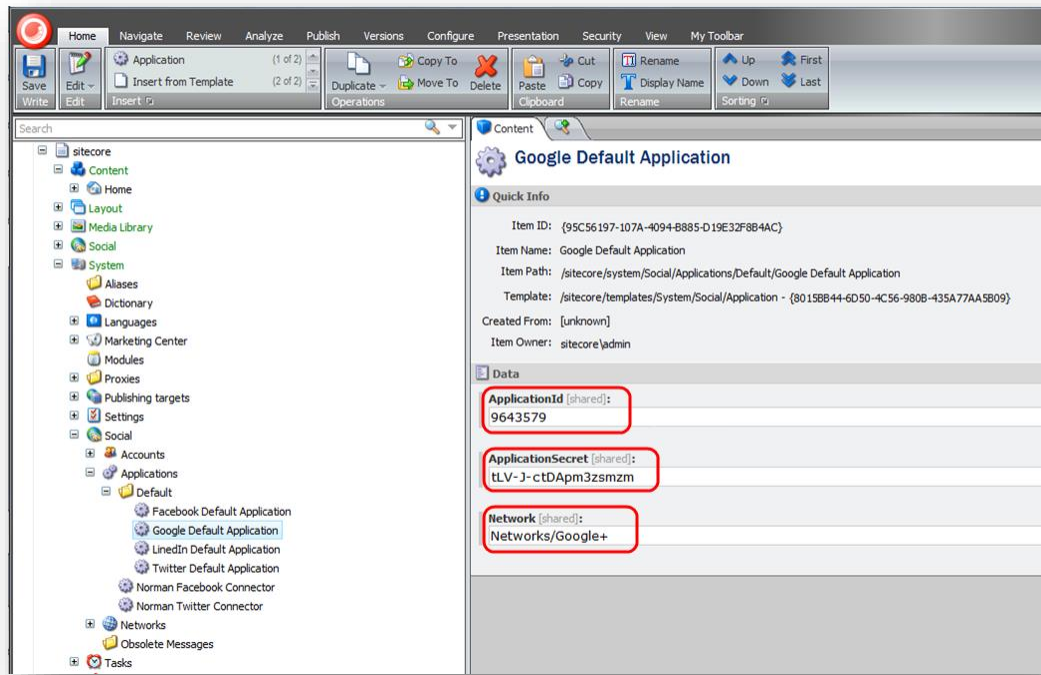 Home Navigate Review Analyze Publish Versions Configure Presentation Security View My Toolbar
Application (1 of 2) Copy To Cut Rename Up First
Save Edit Insert from Template (2 of 2) Duplicate Move To Delete Paste Copy Display Name Down Last
Write Edit Insert Operations Clipboard Rename Sorting
Search
sitecore
Content
Home
Layout
Media Library
Social
System
Aliases
Dictionary
Languages
Marketing Center
Modules
Proxies
Publishing targets
Settings
Social
Accounts
Applications
Default
Facebook Default Application
Google Default Application
LinedIn Default Application
Twitter Default Application
Norman Facebook Connector
Norman Twitter Connector
Networks
Obsolete Messages
Tasks
Content
Google Default Application
Quick Info
Item ID: {95C56197-107A-4094-B885-D19E32F8B4AC}
Item Name: Google Default Application
Item Path: /sitecore/system/Social/Applications/Default/Google Default Application
Template: /sitecore/templates/System/Social/Application - {8015BB44-6D50-4C56-980B-435A77AA5B09}
Created From: [unknown]
Item Owner: sitecore\admin
Data
ApplicationId [shared]:
9643579
ApplicationSecret [shared]:
tLV-J-ctDApm3zsmzm
Network [shared]:
Networks/Google+